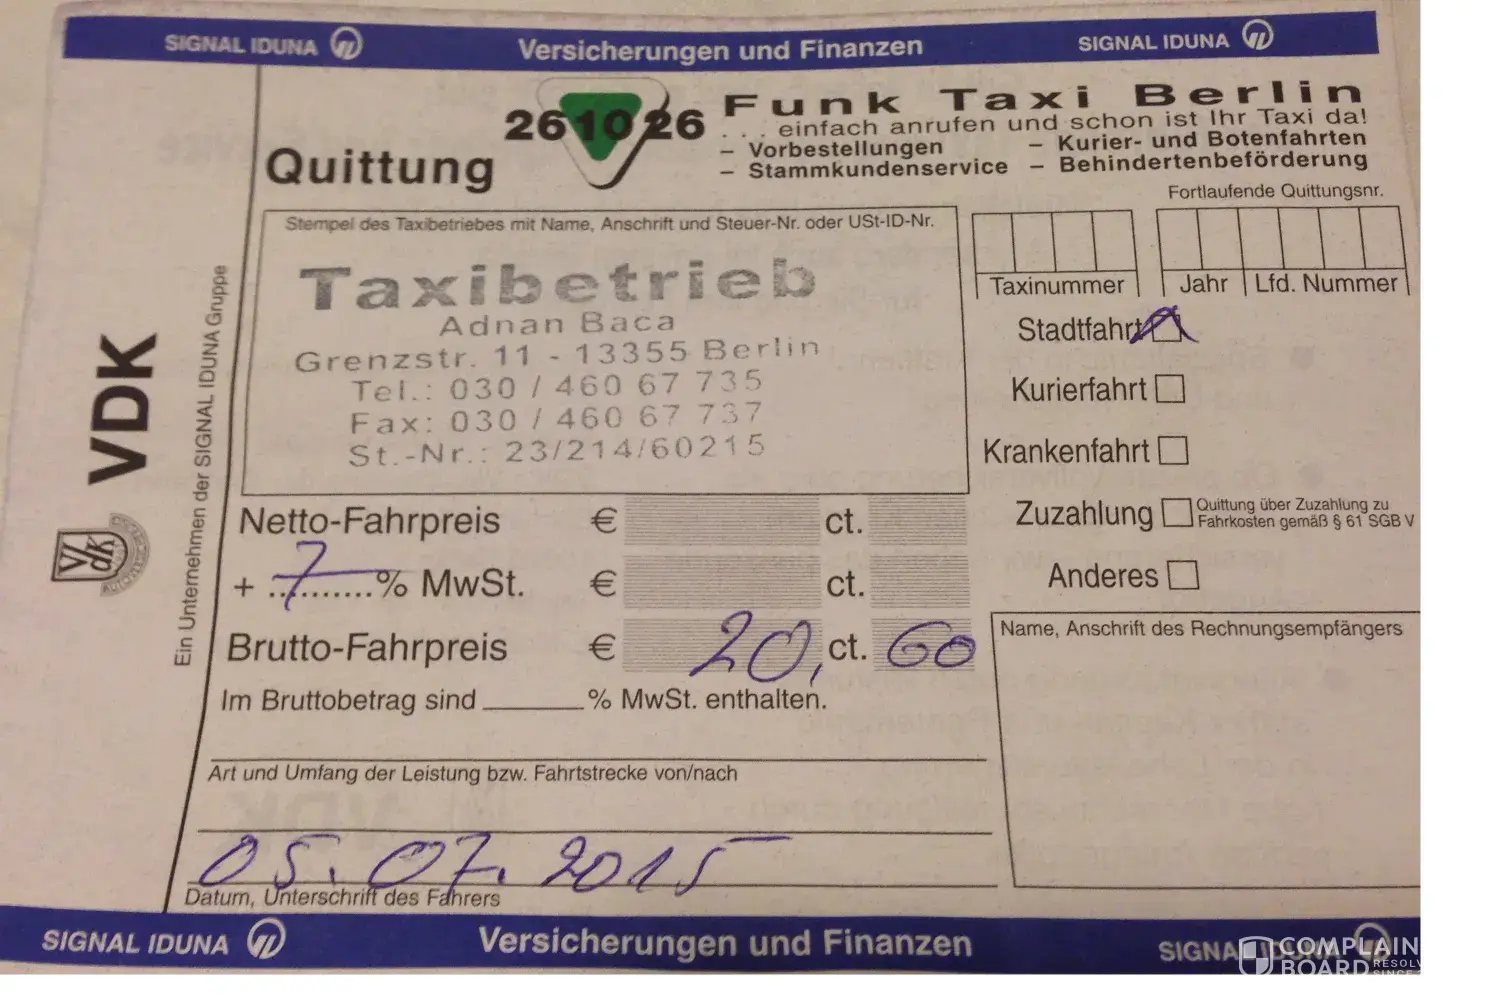 SIGNAL IDUNA Versicherungen und Finanzen SIGNAL IDUNA
261026 Funk Taxi Berlin
. . . einfach anrufen und schon ist Ihr Taxi da!
– Vorbestellungen – Kurier- und Botenfahrten
– Stammkundenservice – Behindertenbeförderung
Quittung
Fortlaufende Quittungsnr.
Stempel des Taxibetriebes mit Name, Anschrift und Steuer-Nr. oder USt-ID-Nr.
Taxibetrieb
Adnan Baca
Grenzstr. 11 - 13355 Berlin
Tel.: 030 / 460 67 735
Fax: 030 / 460 67 737
St.-Nr.: 23/214/60215
Taxinummer Jahr Lfd. Nummer
Stadtfahrt
Kurierfahrt
Krankenfahrt
Zuzahlung Quittung über Zuzahlung zu
Fahrkosten gemäß § 61 SGB V
Anderes
VDK
VdK
Ein Unternehmen der SIGNAL IDUNA Gruppe
Netto-Fahrpreis € ct.
+ 7 % MwSt. € ct.
Brutto-Fahrpreis € 20, ct. 60
Im Bruttobetrag sind ______ % MwSt. enthalten.
Name, Anschrift des Rechnungsempfängers
Art und Umfang der Leistung bzw. Fahrtstrecke von/nach
05.07.2015
Datum, Unterschrift des Fahrers
SIGNAL IDUNA Versicherungen und Finanzen SIGNAL IDUNA
COMPLAIN
BOARD